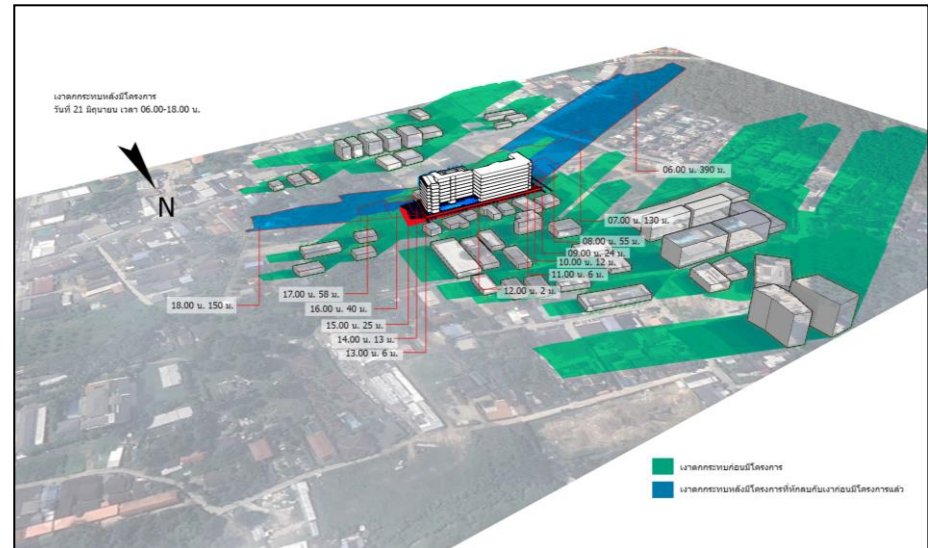 เงาตกกระทบหลังมีโครงการ
วันที่ 21 มิถุนายน เวลา 06.00-18.00 น.
N
06.00 น. 390 ม.
07.00 น. 130 ม.
08.00 น. 55 ม.
09.00 น. 24 ม.
10.00 น. 12 ม.
11.00 น. 6 ม.
12.00 น. 2 ม.
18.00 น. 150 ม.
17.00 น. 58 ม.
16.00 น. 40 ม.
15.00 น. 25 ม.
14.00 น. 13 ม.
13.00 น. 6 ม.
เงาตกกระทบก่อนมีโครงการ
เงาตกกระทบหลังมีโครงการที่หักลบกับเงาก่อนมีโครงการแล้ว